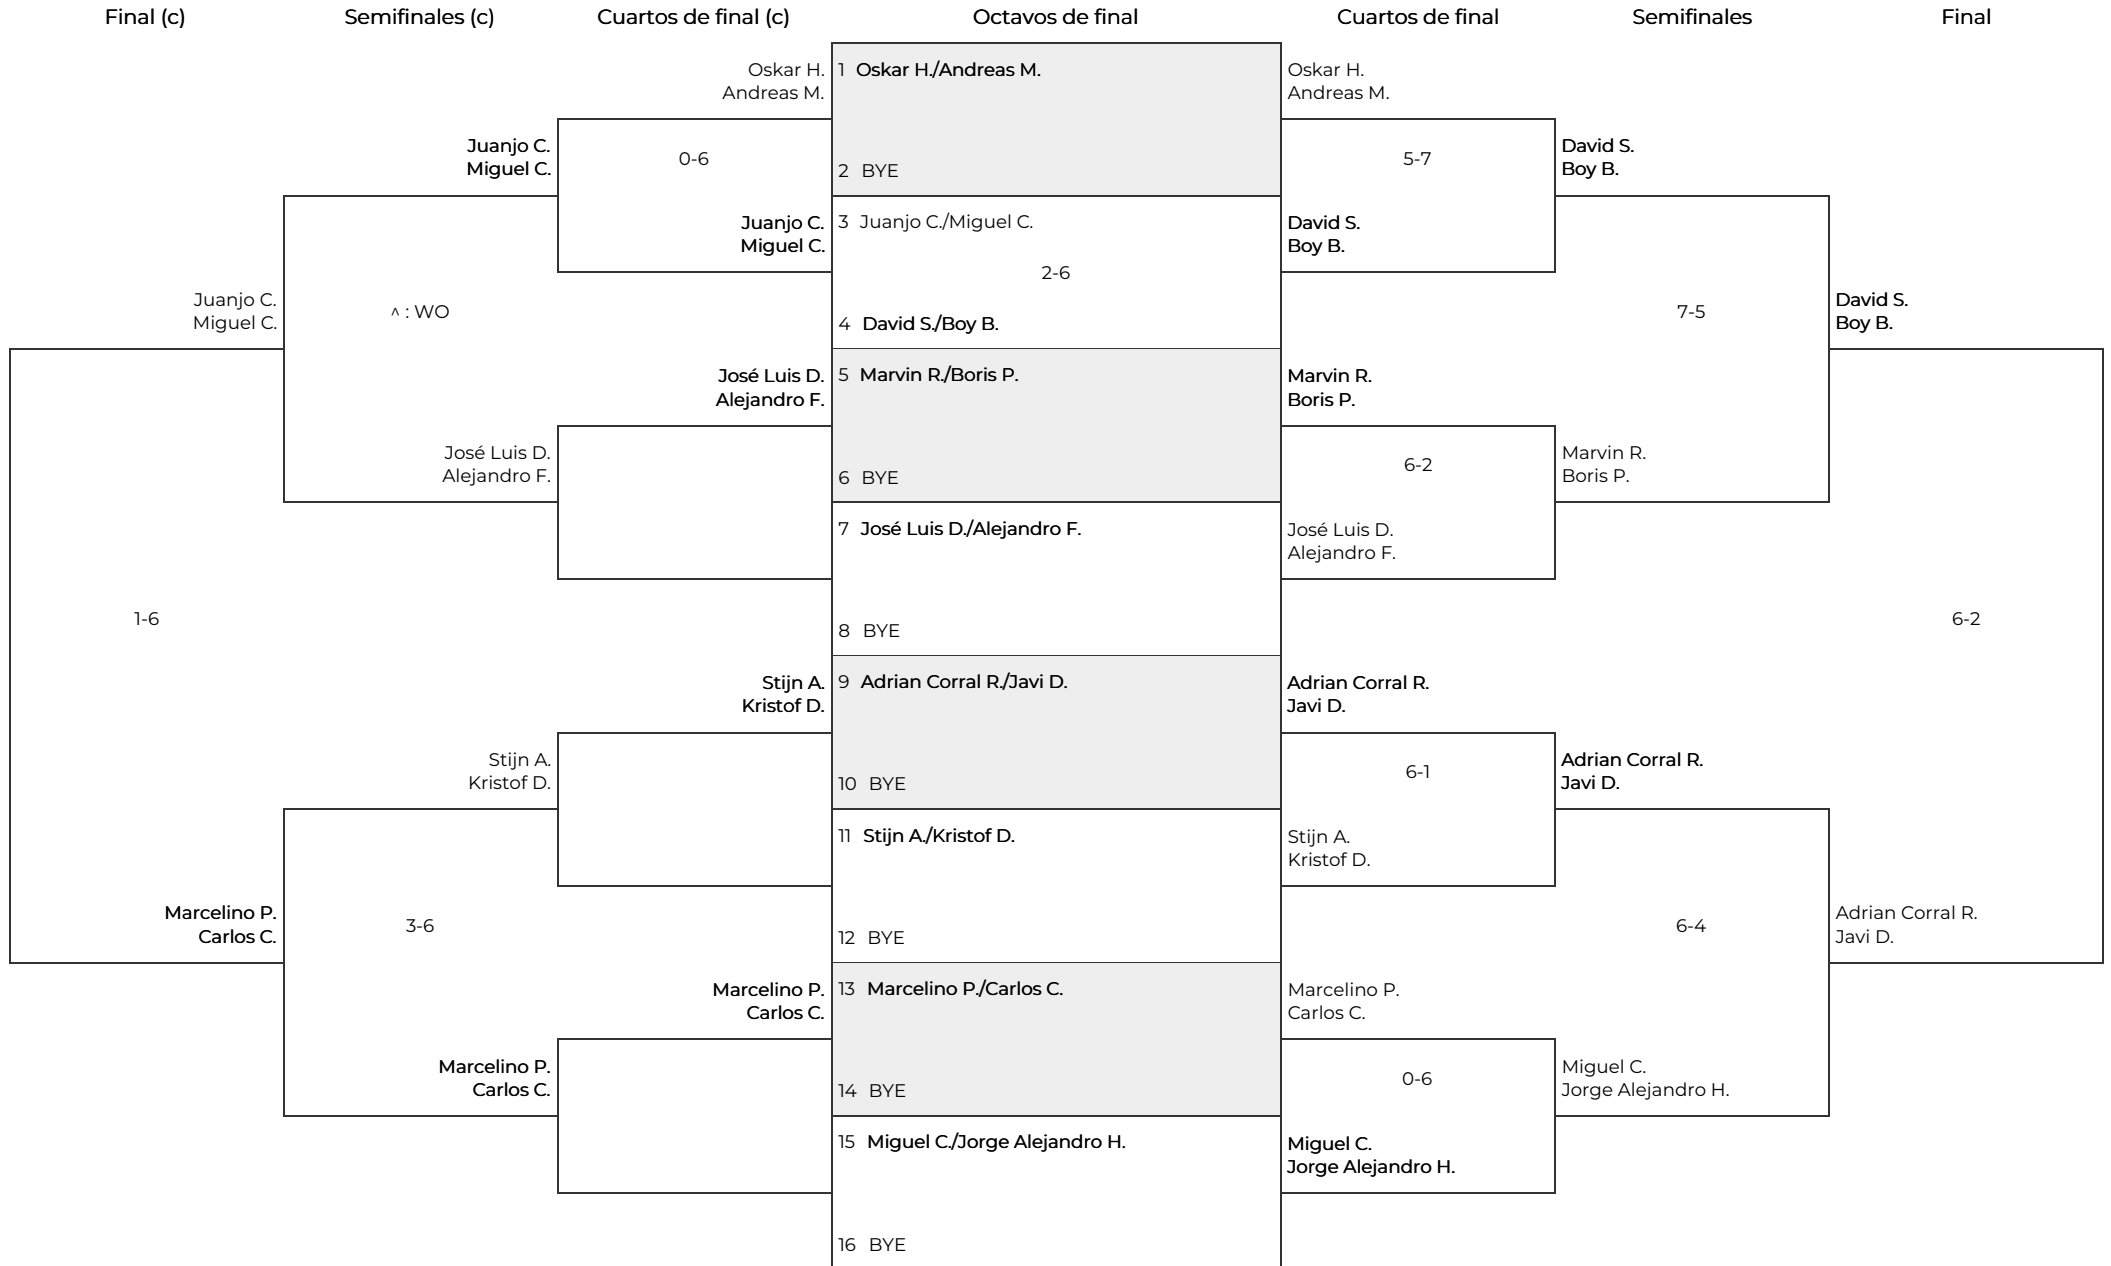 Final (c)
Semifinales (c)
Cuartos de final (c)
Octavos de final
Cuartos de final
Semifinales
Final
Oskar H.
Andreas M.
1 Oskar H./Andreas M.
Oskar H.
Andreas M.
Juanjo C.
Miguel C.
0-6
2 BYE
5-7
David S.
Boy B.
Juanjo C.
Miguel C.
3 Juanjo C./Miguel C.
David S.
Boy B.
2-6
Juanjo C.
Miguel C.
^ : WO
4 David S./Boy B.
7-5
David S.
Boy B.
José Luis D.
Alejandro F.
5 Marvin R./Boris P.
Marvin R.
Boris P.
José Luis D.
Alejandro F.
6 BYE
6-2
Marvin R.
Boris P.
7 José Luis D./Alejandro F.
José Luis D.
Alejandro F.
1-6
8 BYE
6-2
Stijn A.
Kristof D.
9 Adrian Corral R./Javi D.
Adrian Corral R.
Javi D.
Stijn A.
Kristof D.
10 BYE
6-1
Adrian Corral R.
Javi D.
11 Stijn A./Kristof D.
Stijn A.
Kristof D.
Marcelino P.
Carlos C.
3-6
12 BYE
6-4
Adrian Corral R.
Javi D.
Marcelino P.
Carlos C.
13 Marcelino P./Carlos C.
Marcelino P.
Carlos C.
Marcelino P.
Carlos C.
14 BYE
0-6
Miguel C.
Jorge Alejandro H.
15 Miguel C./Jorge Alejandro H.
Miguel C.
Jorge Alejandro H.
16 BYE